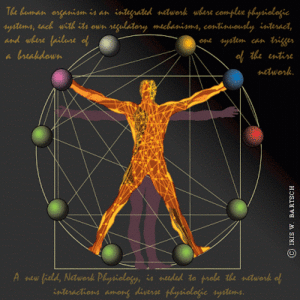 The human organism is an integrated network where complex physiologic
systems, each with its own regulatory mechanisms, continuously interact,
and where failure of one system can trigger
a breakdown of the entire
network.
A new field, Network Physiology, is needed to probe the network of
interactions among diverse physiologic systems.
© IRIS W. BARTSCH